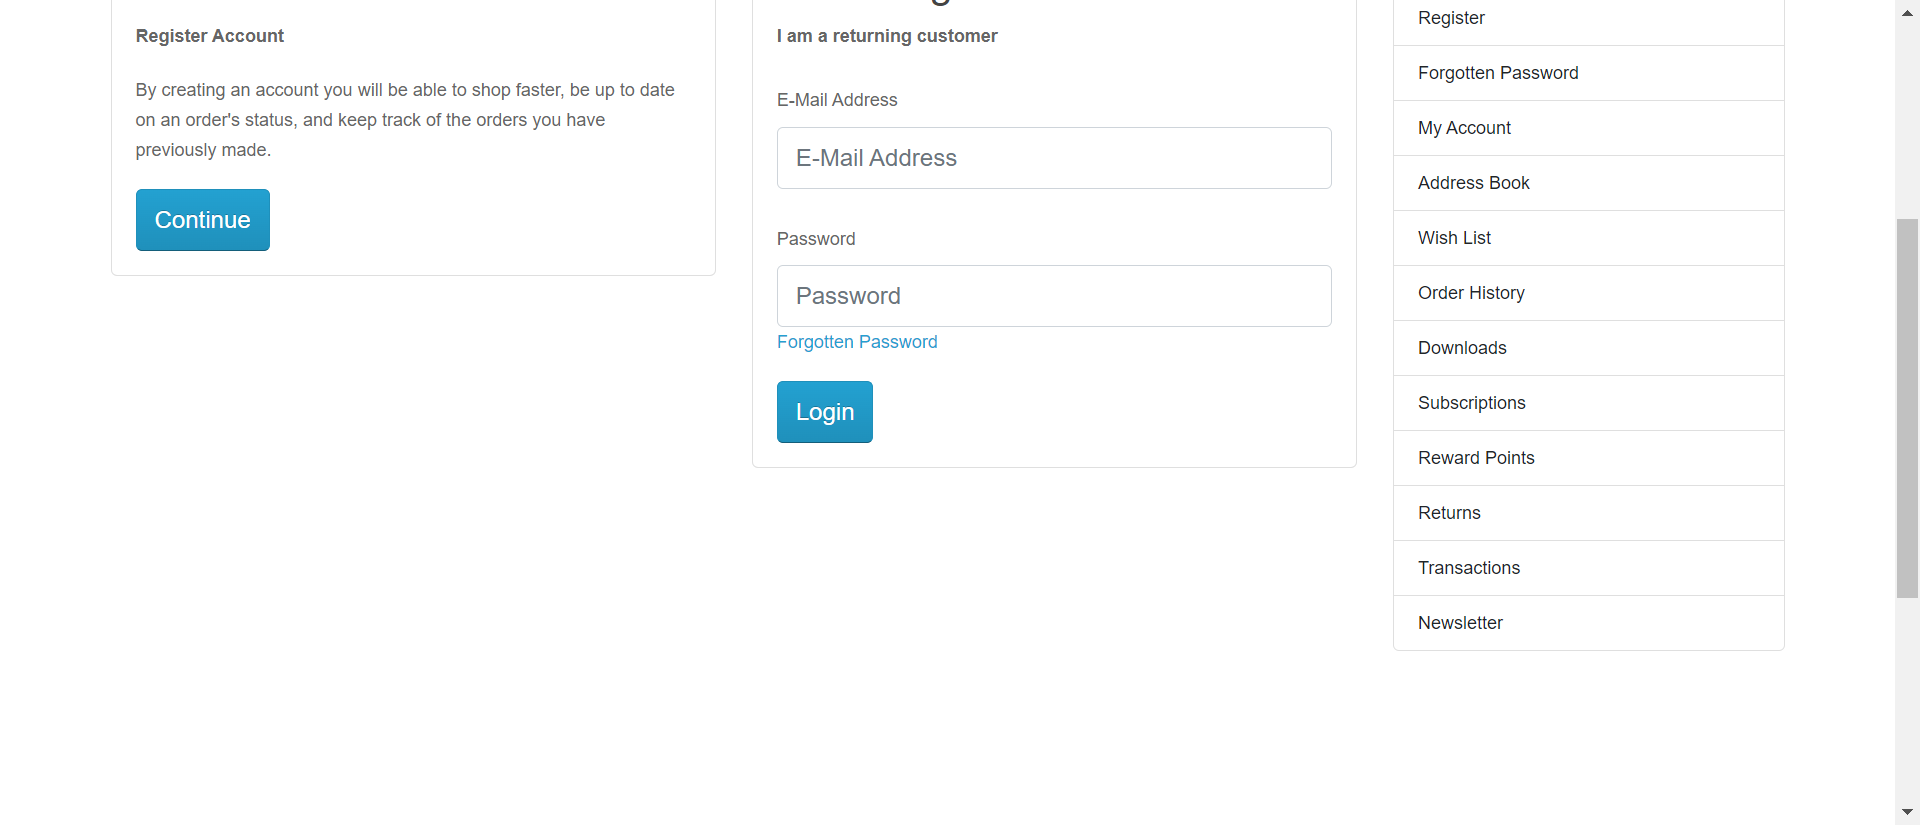 Register Account
By creating an account you will be able to shop faster, be up to date
on an order's status, and keep track of the orders you have
previously made.
Continue
I am a returning customer
E-Mail Address
E-Mail Address
Password
Password
Forgotten Password
Login
Register
Forgotten Password
My Account
Address Book
Wish List
Order History
Downloads
Subscriptions
Reward Points
Returns
Transactions
Newsletter